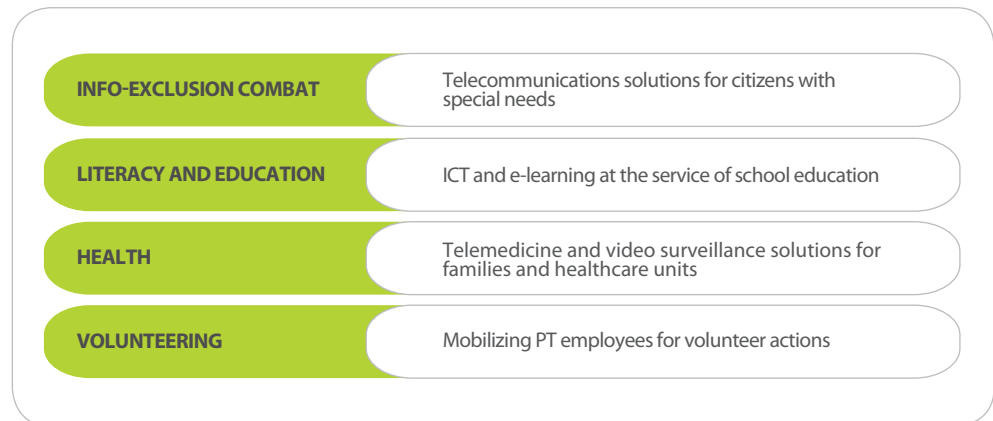 INFO-EXCLUSION COMBAT
Telecommunications solutions for citizens with
special needs
LITERACY AND EDUCATION
ICT and e-learning at the service of school education
HEALTH
Telemedicine and video surveillance solutions for
families and healthcare units
VOLUNTEERING
Mobilizing PT employees for volunteer actions